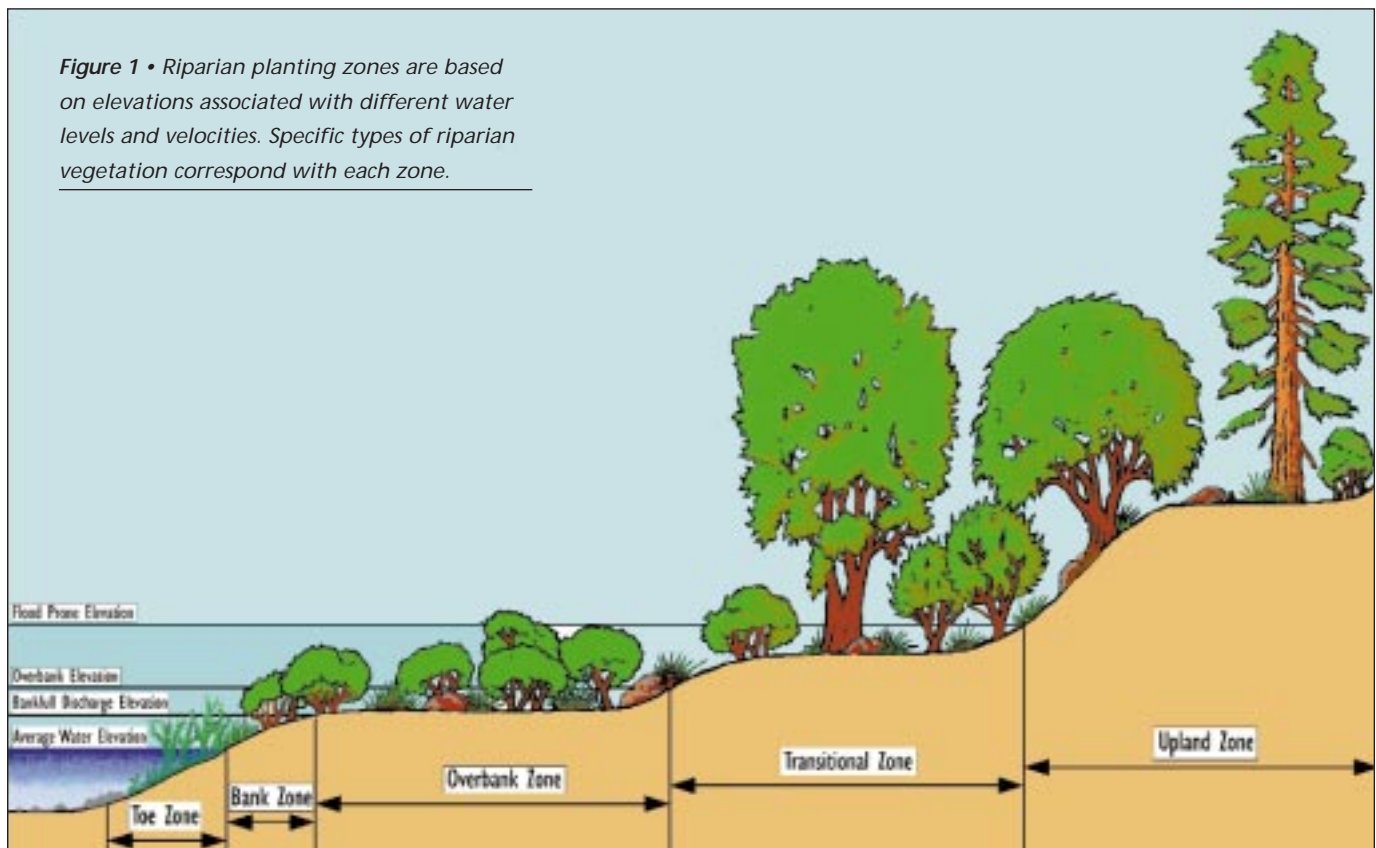 Figure 1 • Riparian planting zones are based
on elevations associated with different water
levels and velocities. Specific types of riparian
vegetation correspond with each zone.
Flood Prone Elevation
Overbank Elevation
Bankfull Discharge Elevation
Average Water Elevation
Toe Zone
Bank Zone
Overbank Zone
Transitional Zone
Upland Zone